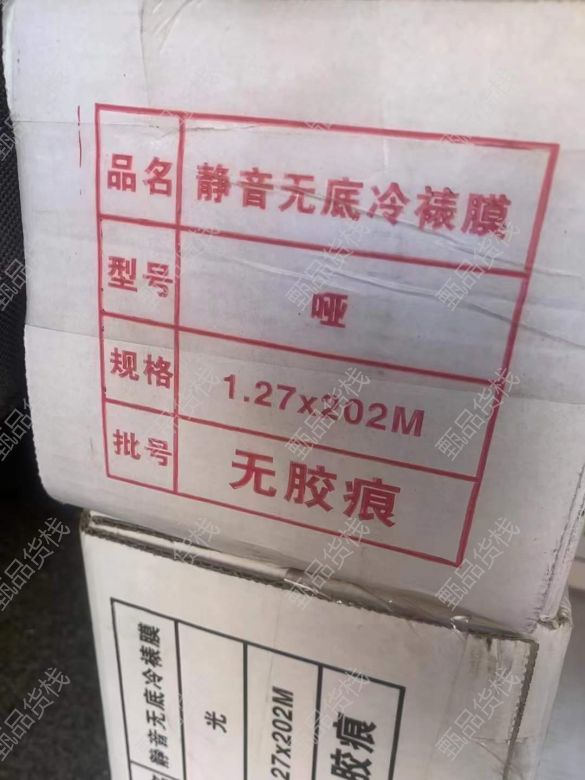 品名 静音无底冷裱膜
型号 哑
规格 1.27x202M
批号 无胶痕
静音无底冷裱膜
光
.27x202M
无胶痕
甄品货栈